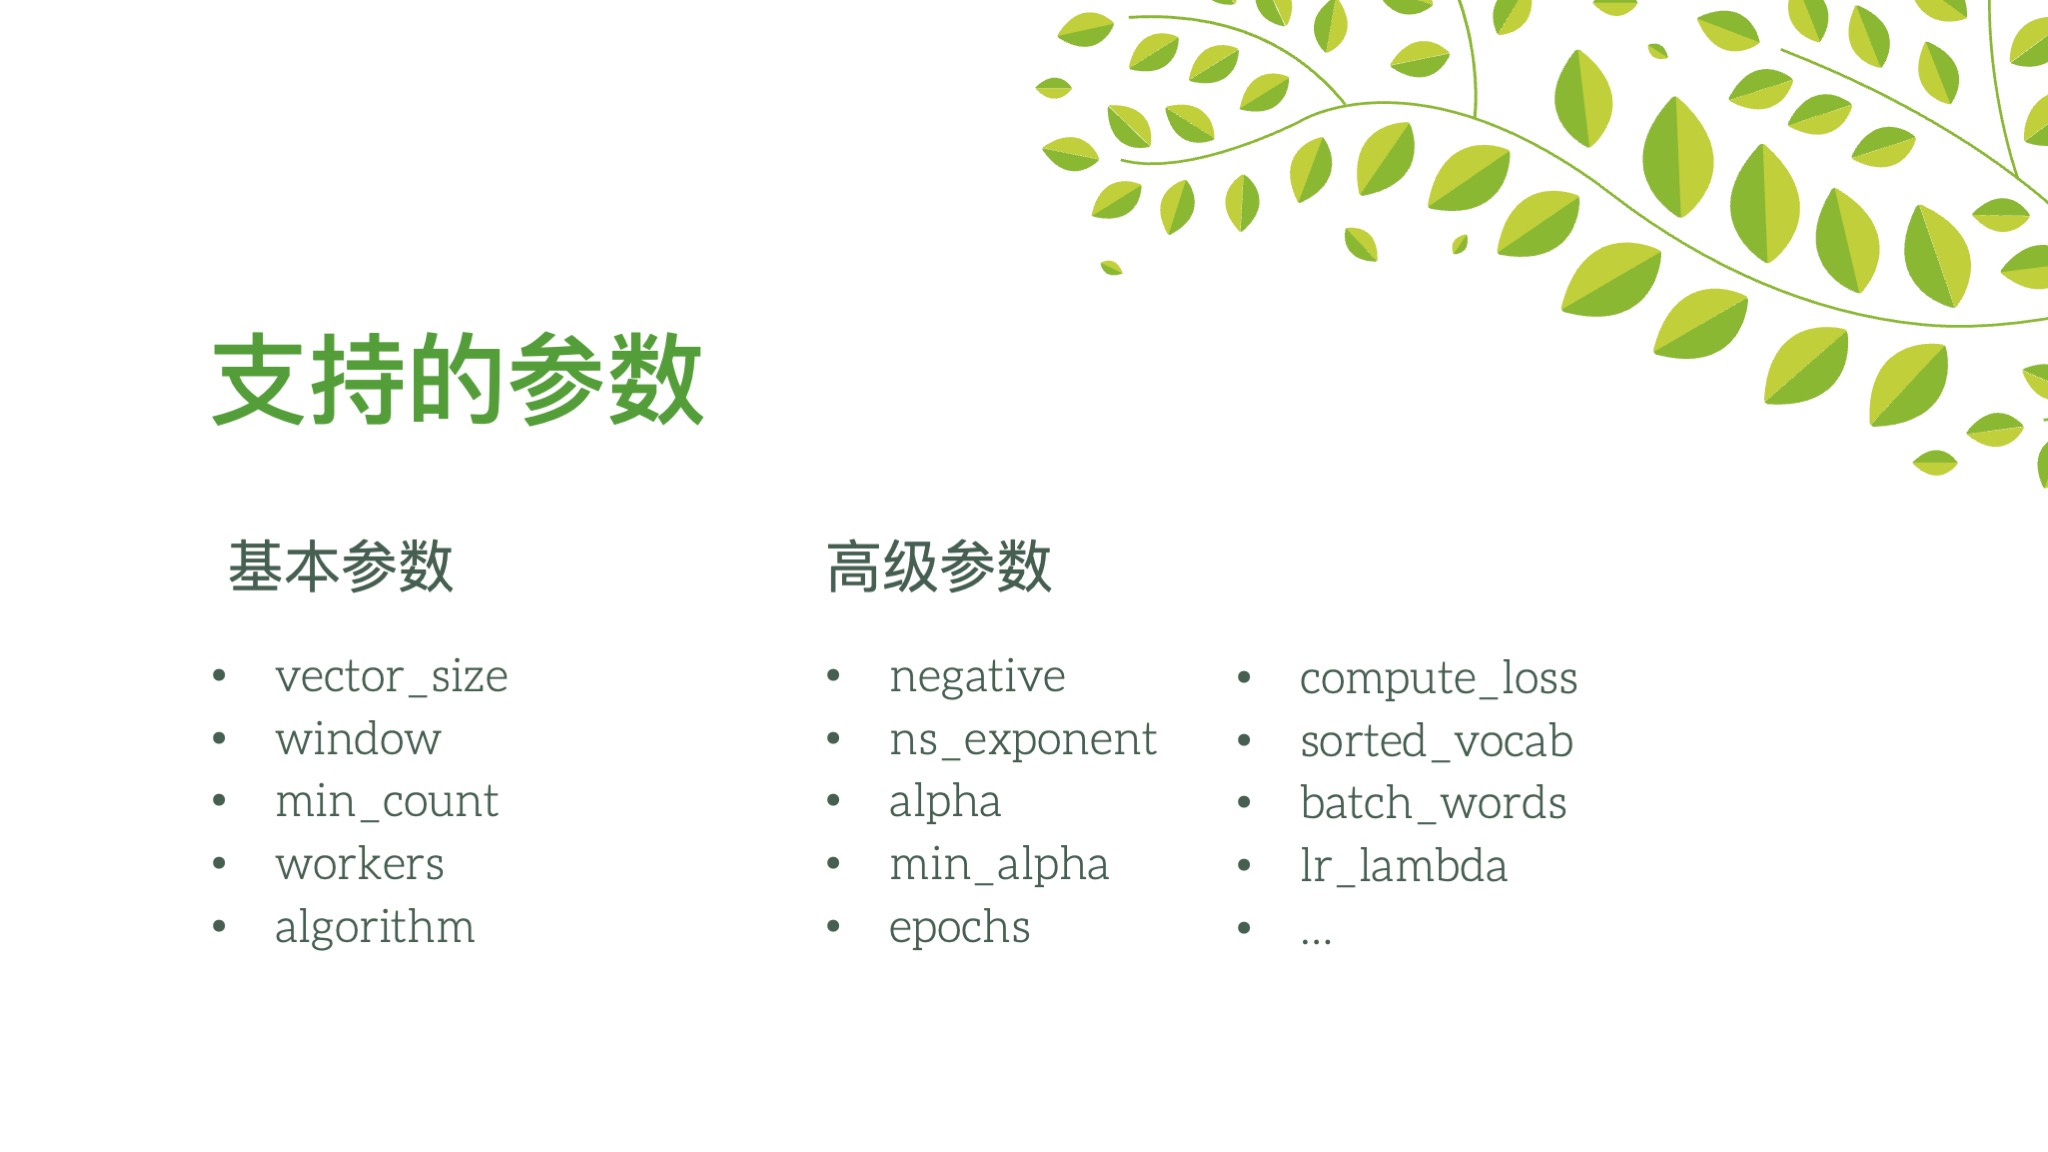 支持的参数
基本参数
• vector_size
• window
• min_count
• workers
• algorithm
高级参数
• negative
• ns_exponent
• alpha
• min_alpha
• epochs
• compute_loss
• sorted_vocab
• batch_words
• lr_lambda
• ...